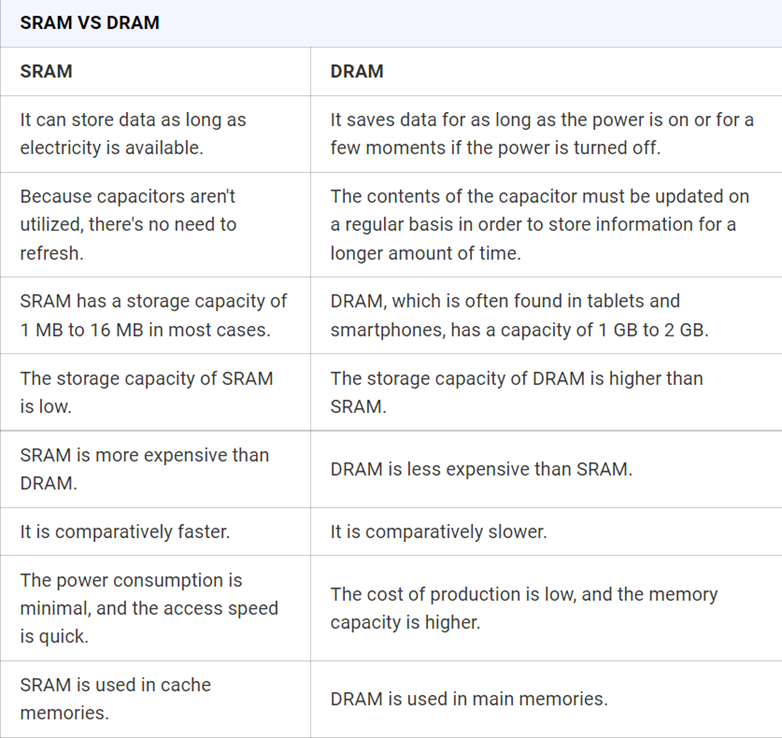 SRAM VS DRAM
SRAM
DRAM
It can store data as long as
electricity is available.
It saves data for as long as the power is on or for a
few moments if the power is turned off.
Because capacitors aren't
utilized, there's no need to
refresh.
The contents of the capacitor must be updated on
a regular basis in order to store information for a
longer amount of time.
SRAM has a storage capacity of
1 MB to 16 MB in most cases.
DRAM, which is often found in tablets and
smartphones, has a capacity of 1 GB to 2 GB.
The storage capacity of SRAM
is low.
The storage capacity of DRAM is higher than
SRAM.
SRAM is more expensive than
DRAM.
DRAM is less expensive than SRAM.
It is comparatively faster.
It is comparatively slower.
The power consumption is
minimal, and the access speed
is quick.
The cost of production is low, and the memory
capacity is higher.
SRAM is used in cache
memories.
DRAM is used in main memories.